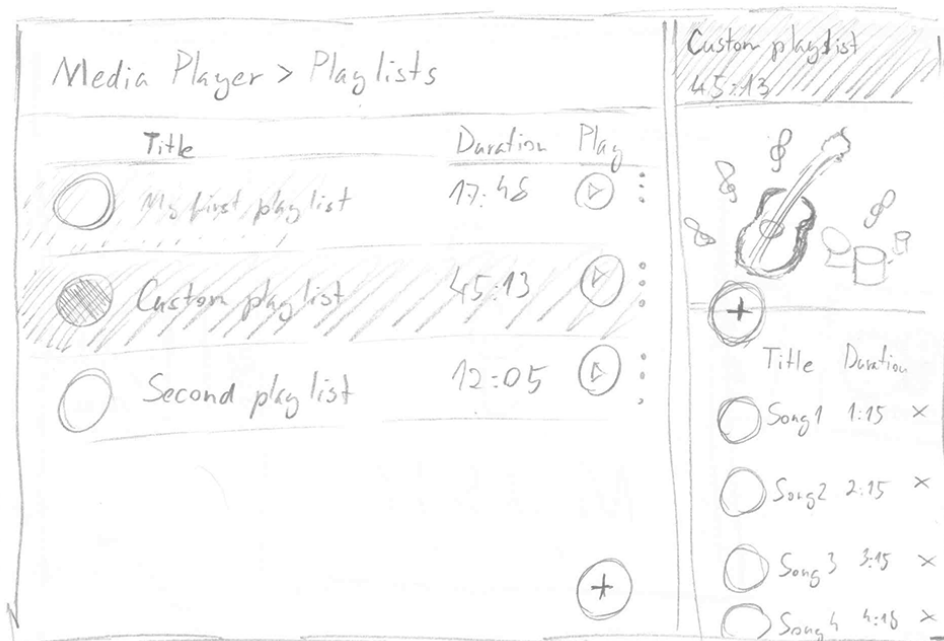 Media Player > Playlists
Title Duration Play
My first playlist 17:48
Custom playlist 45:13
Second playlist 12:05
+
Custom playlist
45:13
+
Title Duration
Song1 1:15 ×
Song2 2:15 ×
Song3 3:15 ×
Song4 4:18 ×